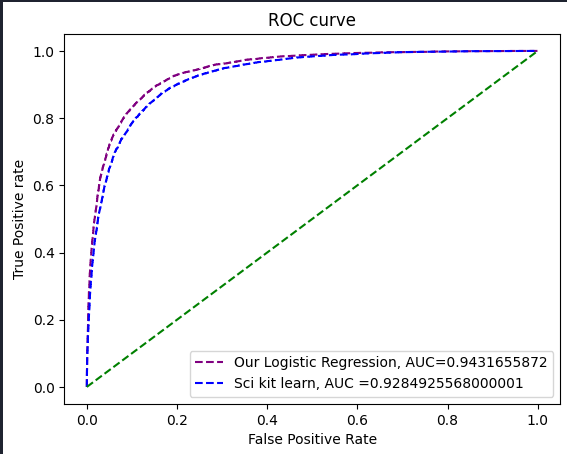 ROC curve
1.0
0.8
0.6
0.4
0.2
0.0
True Positive rate
Our Logistic Regression, AUC=0.9431655872
Sci kit learn, AUC =0.9284925568000001
0.0 0.2 0.4 0.6 0.8 1.0
False Positive Rate